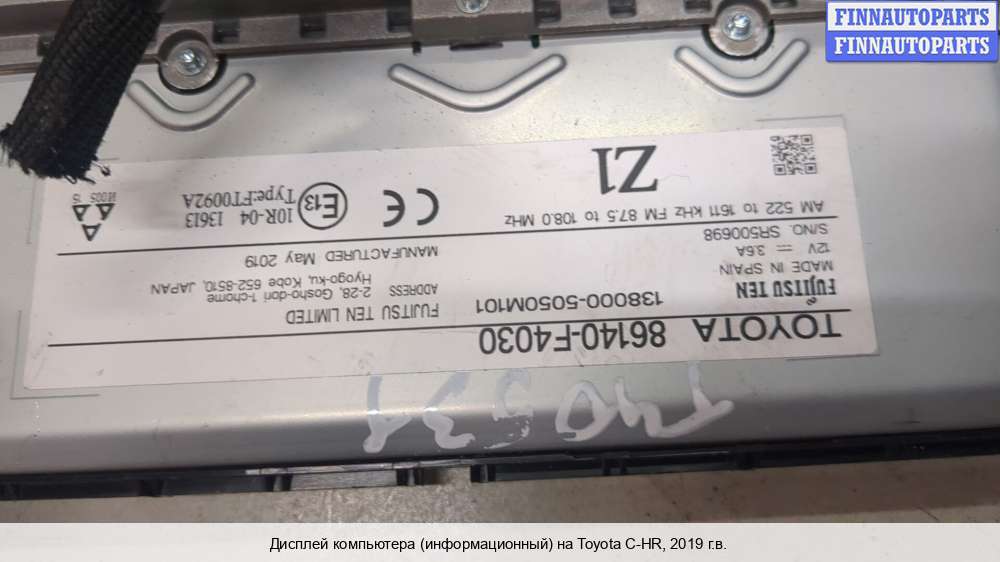 FINNAUTOPARTS
FINNAUTOPARTS
TOYOTA 86140-F4030
FUJITSU TEN 138000-5050M101
MADE IN SPAIN
12V 3.6A
S/NO. SR500698
AM 522 to 1611 kHz FM 87.5 to 108.0 MHz
Z1
FUJITSU TEN LIMITED
ADDRESS 2-28, Gosho-dori 1-chome
Hyogo-ku, Kobe 652-8510, JAPAN
MANUFACTURED May 2019
CE
E13
10R-04 13613
Type:FT0092A
T40531
Дисплей компьютера (информационный) на Toyota C-HR, 2019 г.в.